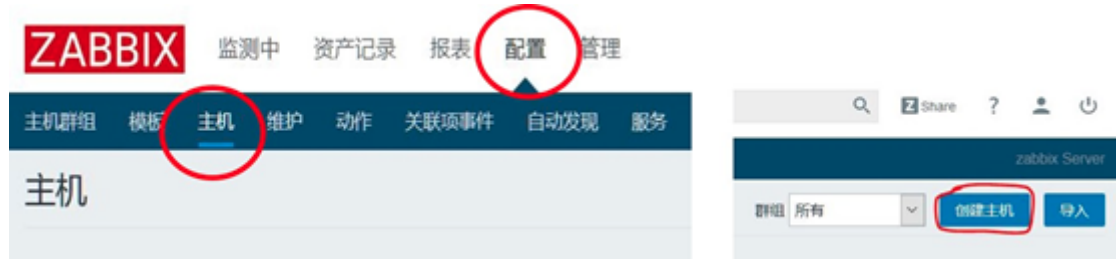 ZABBIX 监测中 资产记录 报表 配置 管理
主机群组 模板 主机 维护 动作 关联项事件 自动发现 服务
主机
Z Share ?
zabbix Server
群组 所有 创建主机 导入